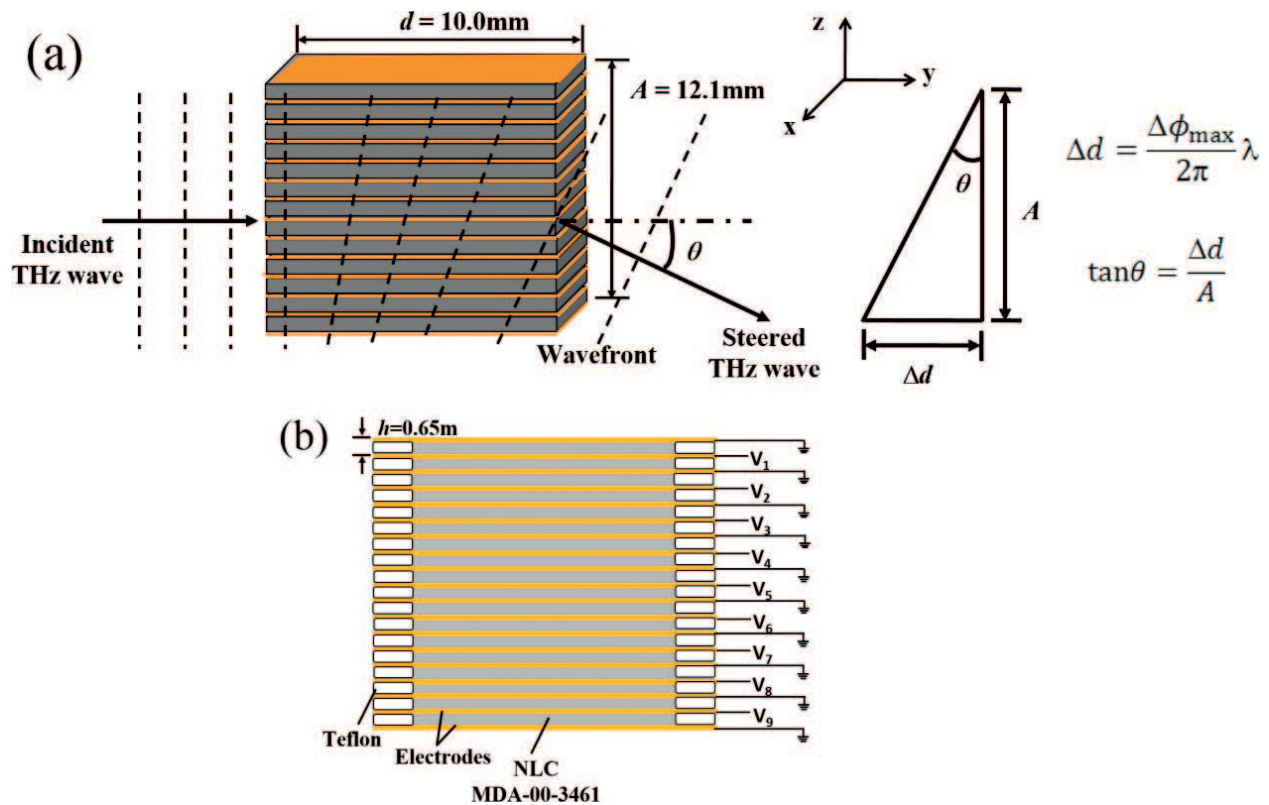 (a)
d = 10.0mm
A = 12.1mm
Incident
THz wave
θ
Wavefront
Steered
THz wave
z
y
x
θ
A
Δd
Δd = Δϕmax/2π λ
tanθ = Δd/A
(b)
h=0.65m
V1
V2
V3
V4
V5
V6
V7
V8
V9
Teflon
Electrodes
NLC
MDA-00-3461